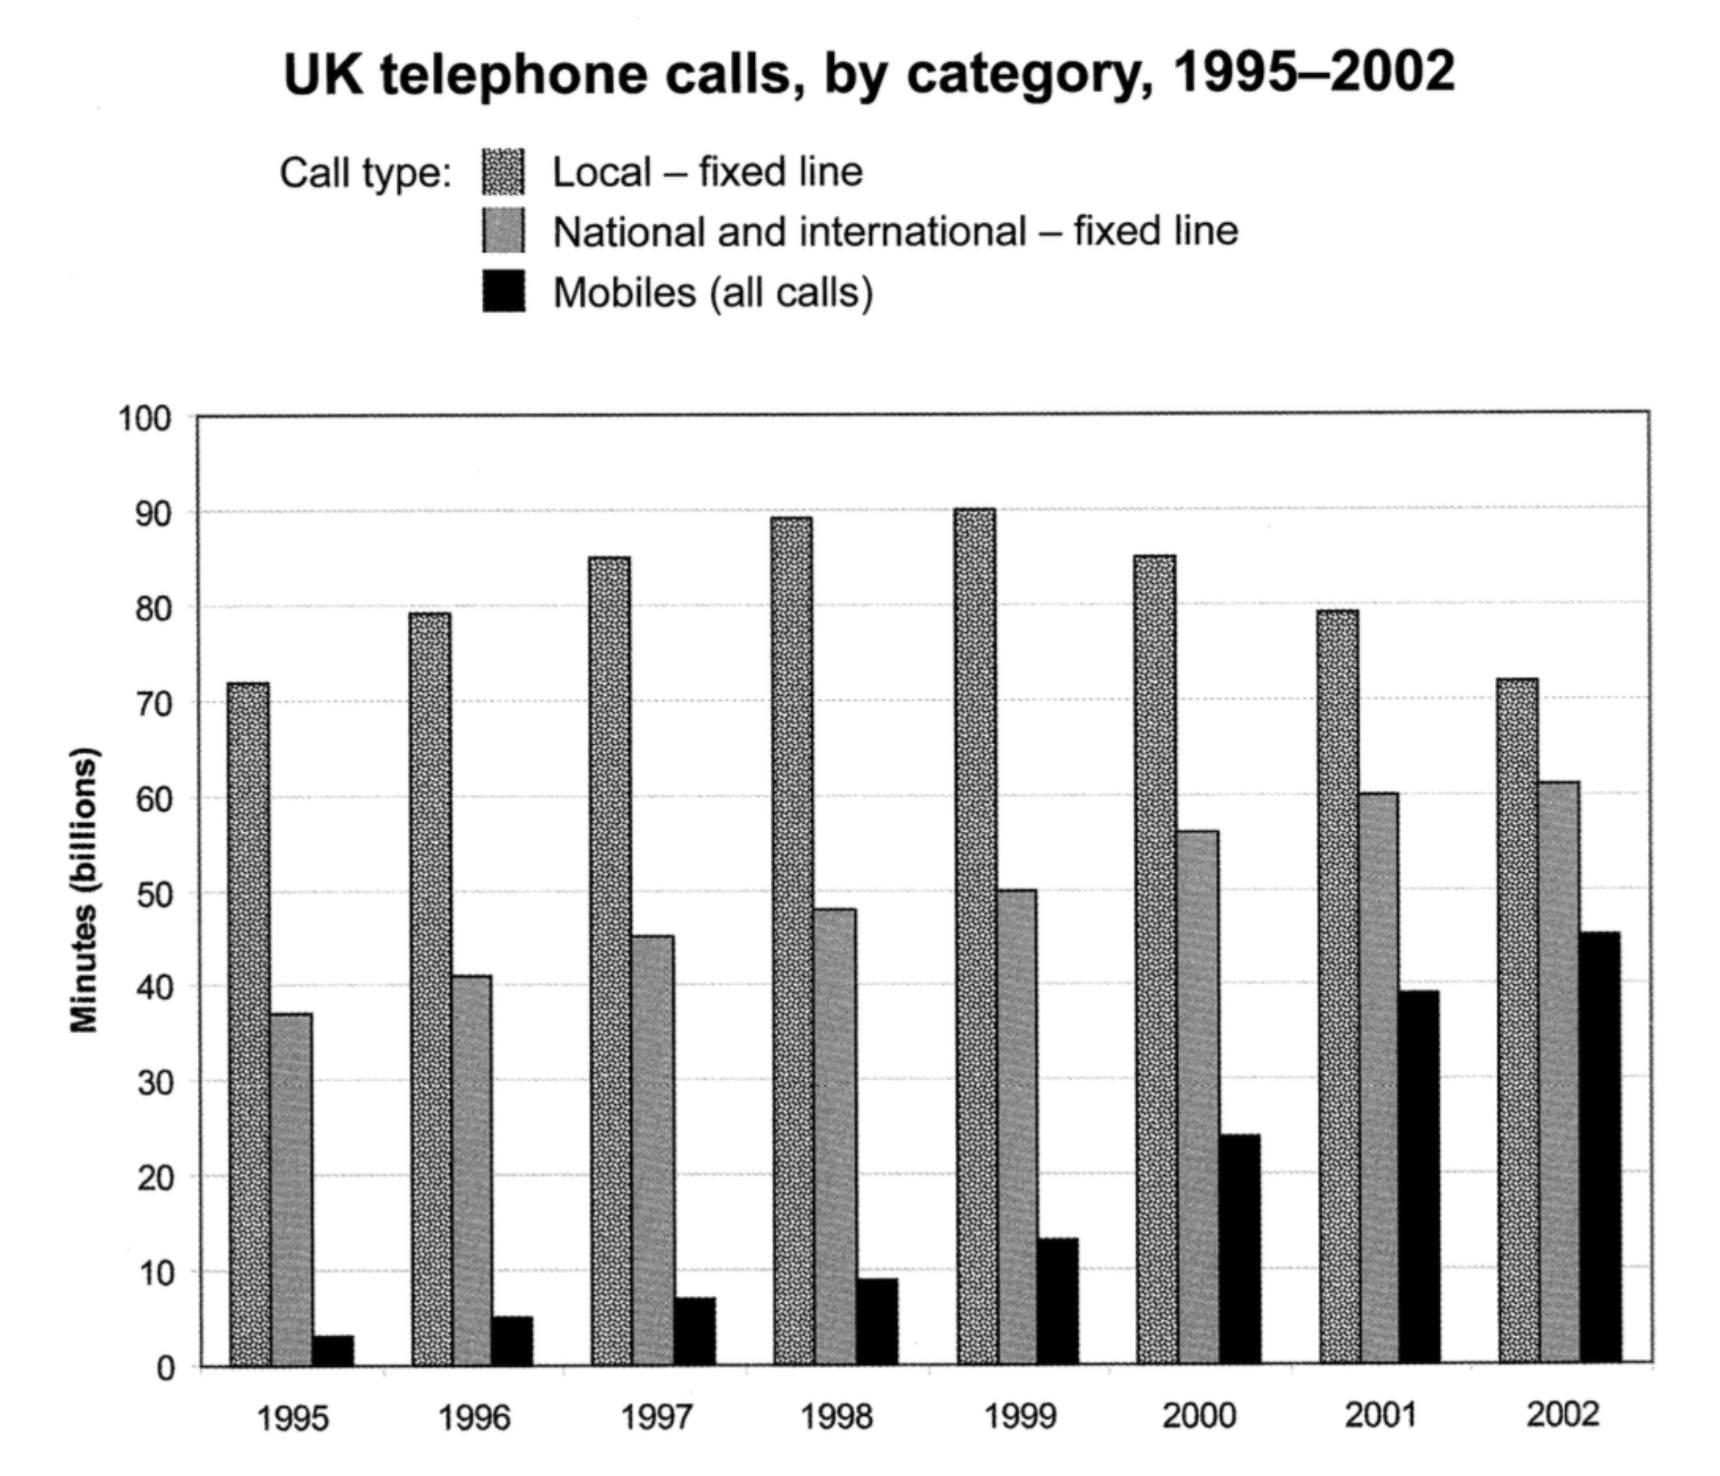 UK telephone calls, by category, 1995–2002
Call type:
Local – fixed line
National and international – fixed line
Mobiles (all calls)
Minutes (billions)
100
90
80
70
60
50
40
30
20
10
0
1995 1996 1997 1998 1999 2000 2001 2002